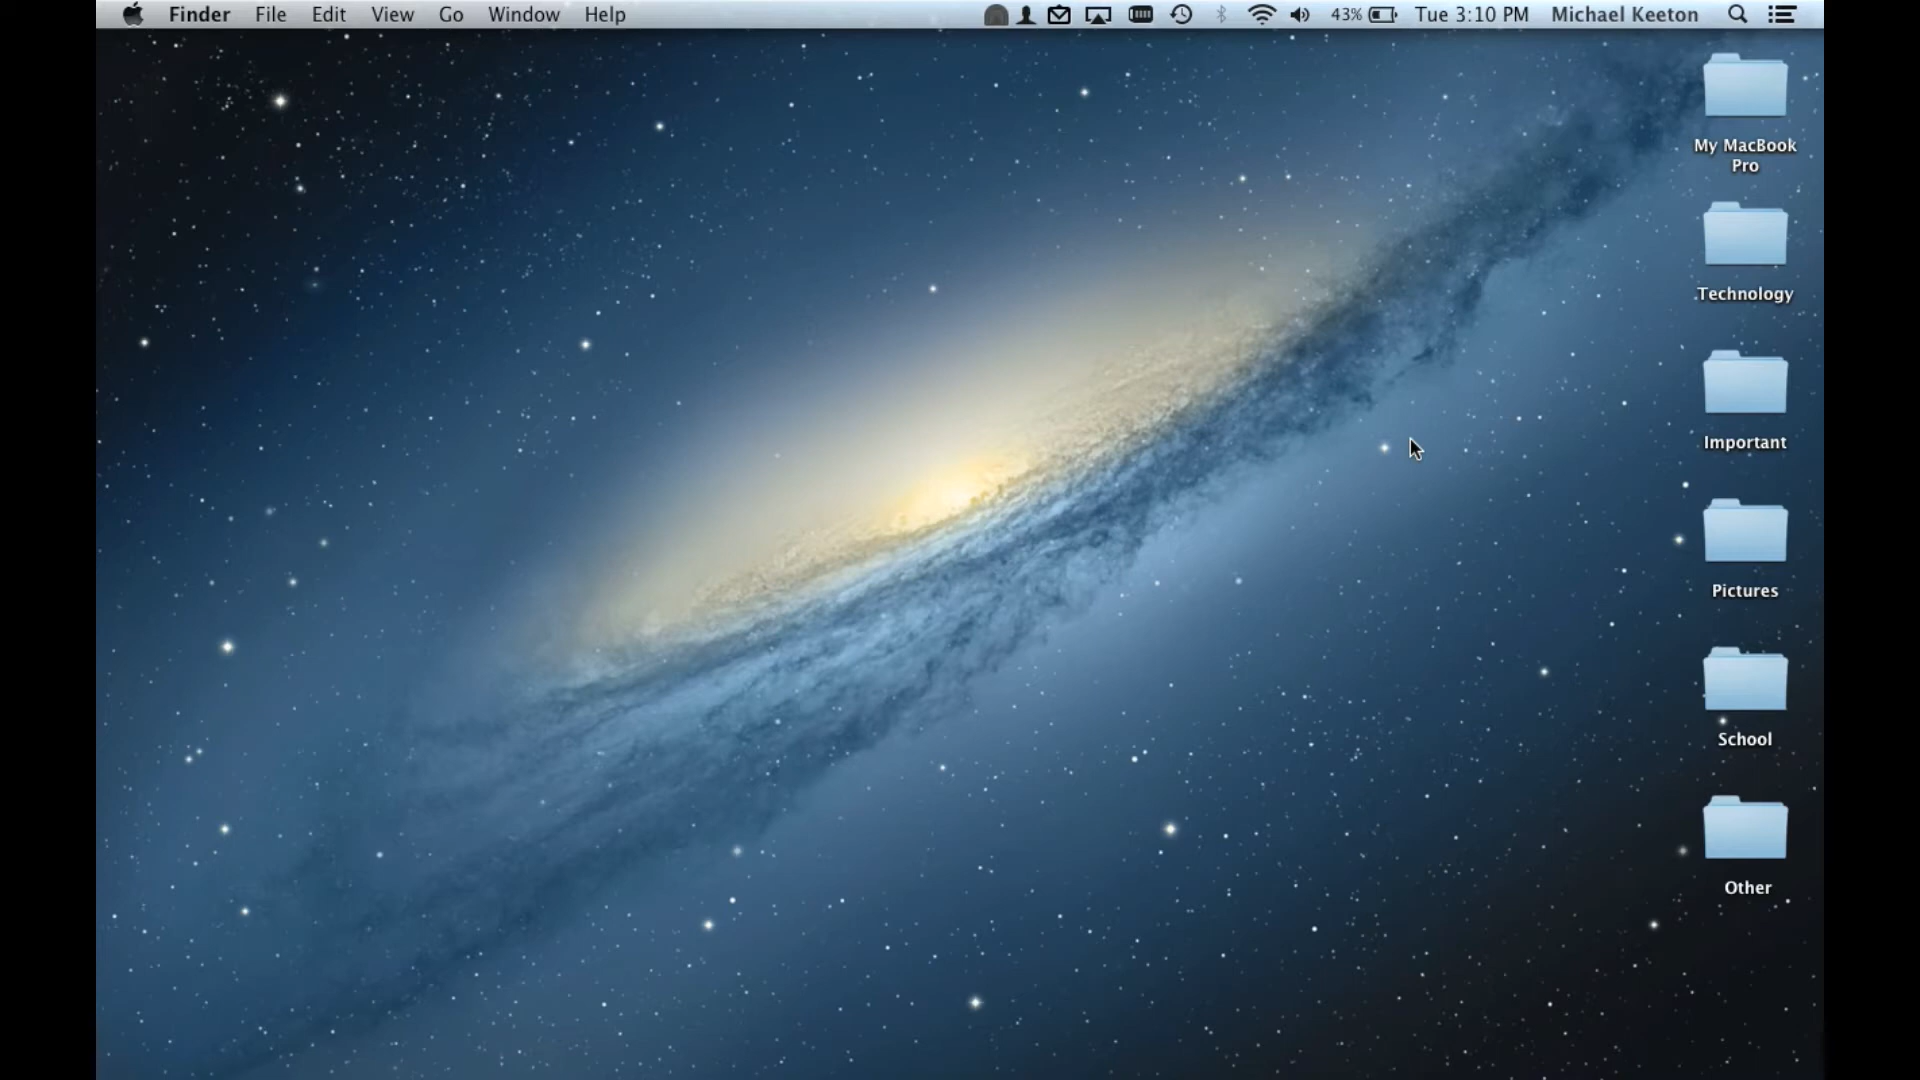 Finder File Edit View Go Window Help 43% Tue 3:10 PM Michael Keeton
My MacBook
Pro
Technology
Important
Pictures
School
Other